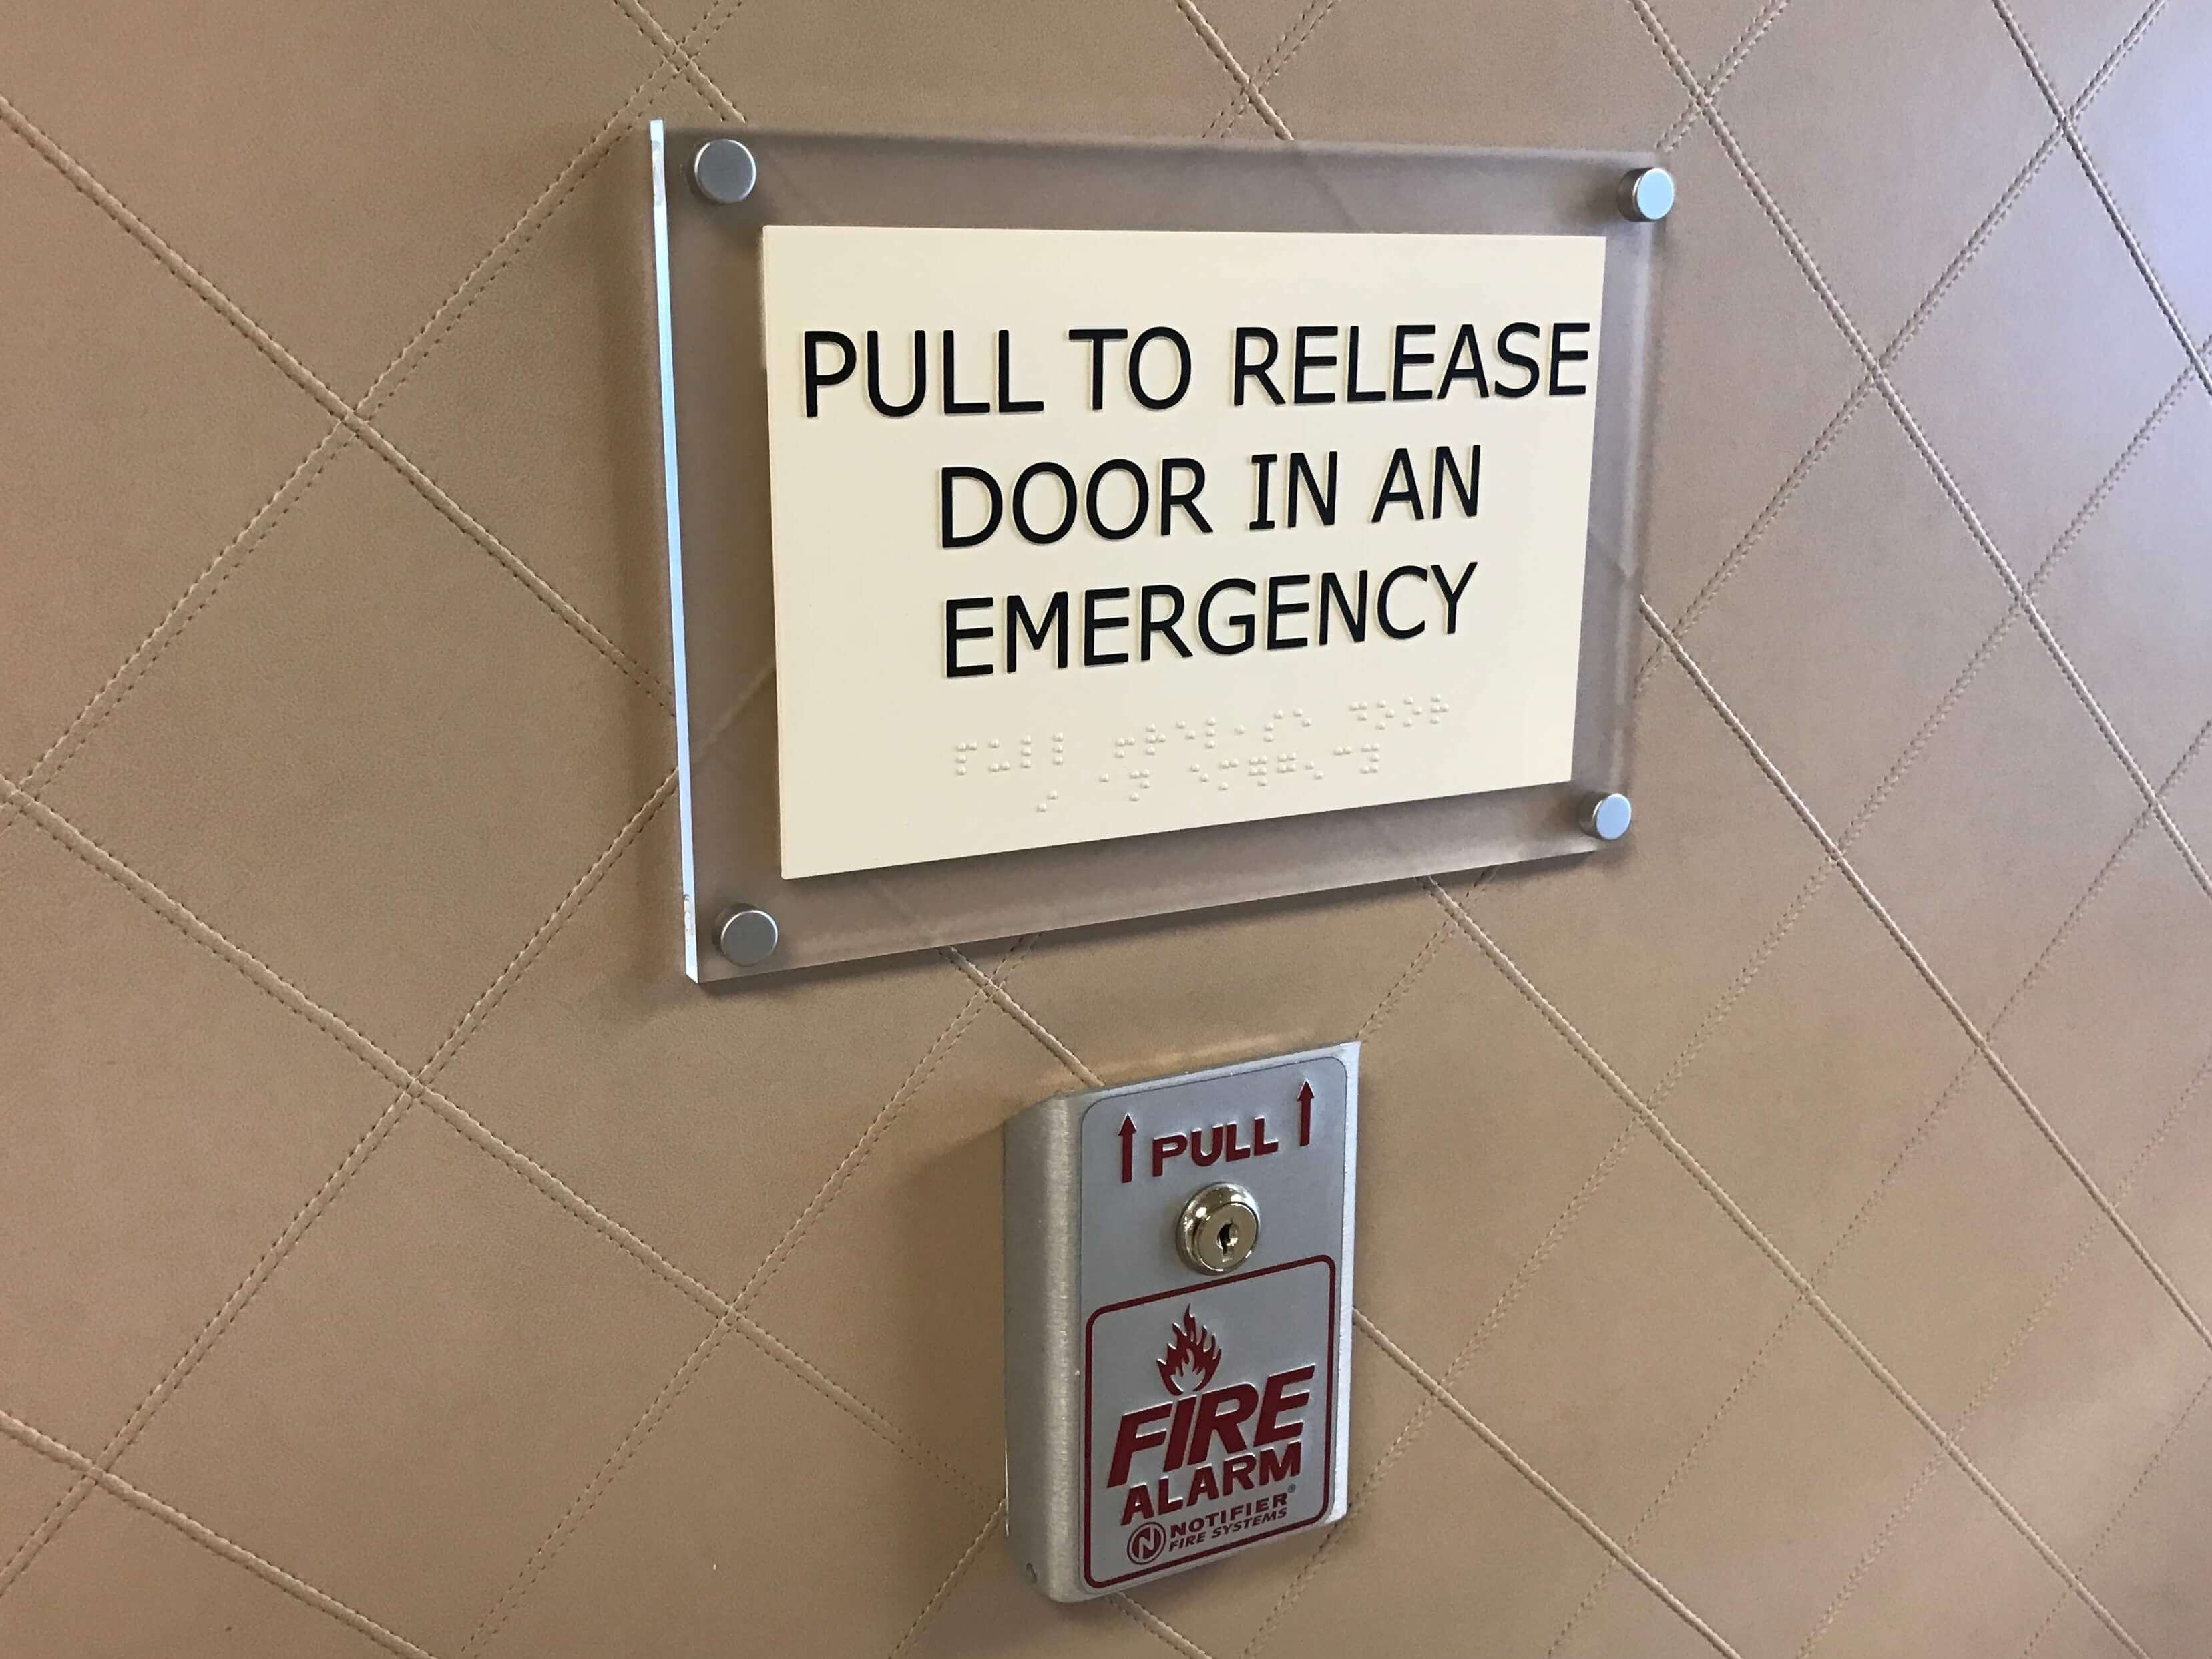 PULL TO RELEASE
DOOR IN AN
EMERGENCY
PULL
FIRE
ALARM
NOTIFIER®
FIRE SYSTEMS